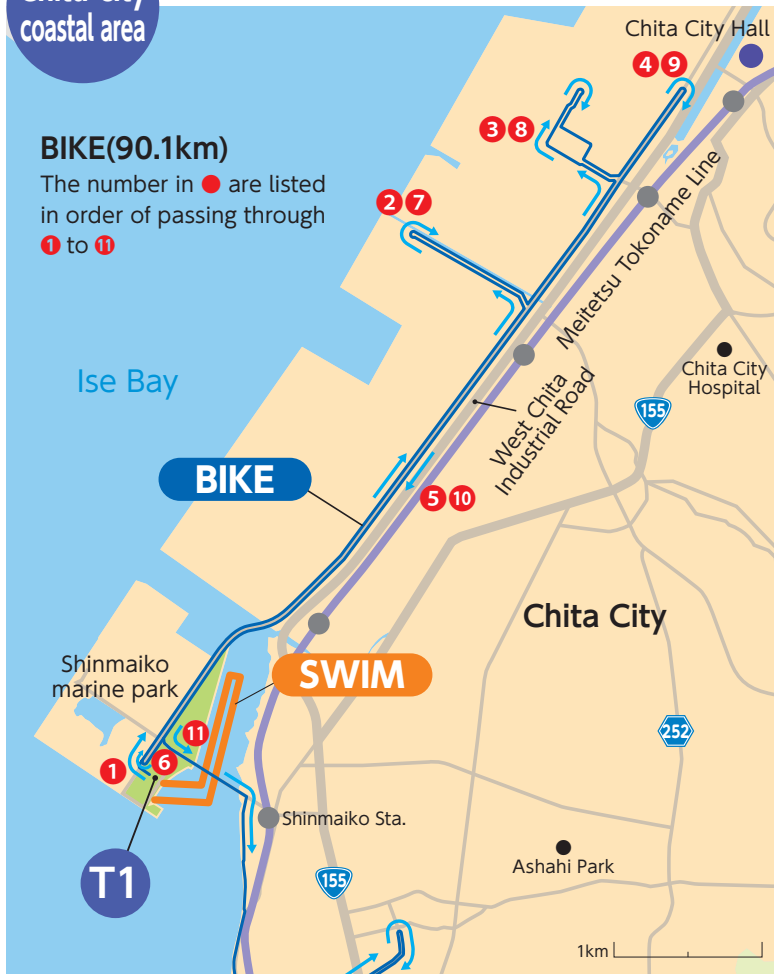 Chita City
coastal area
Chita City Hall
4 9
3 8
BIKE(90.1km)
The number in ● are listed
in order of passing through
1 to 11
2 7
Meitetsu Tokoname Line
Ise Bay
Chita City
Hospital
155
West Chita
Industrial Road
BIKE
5 10
Chita City
Shinmaiko
marine park
SWIM
11
252
1
6
Shinmaiko Sta.
T1
155
Ashahi Park
1km